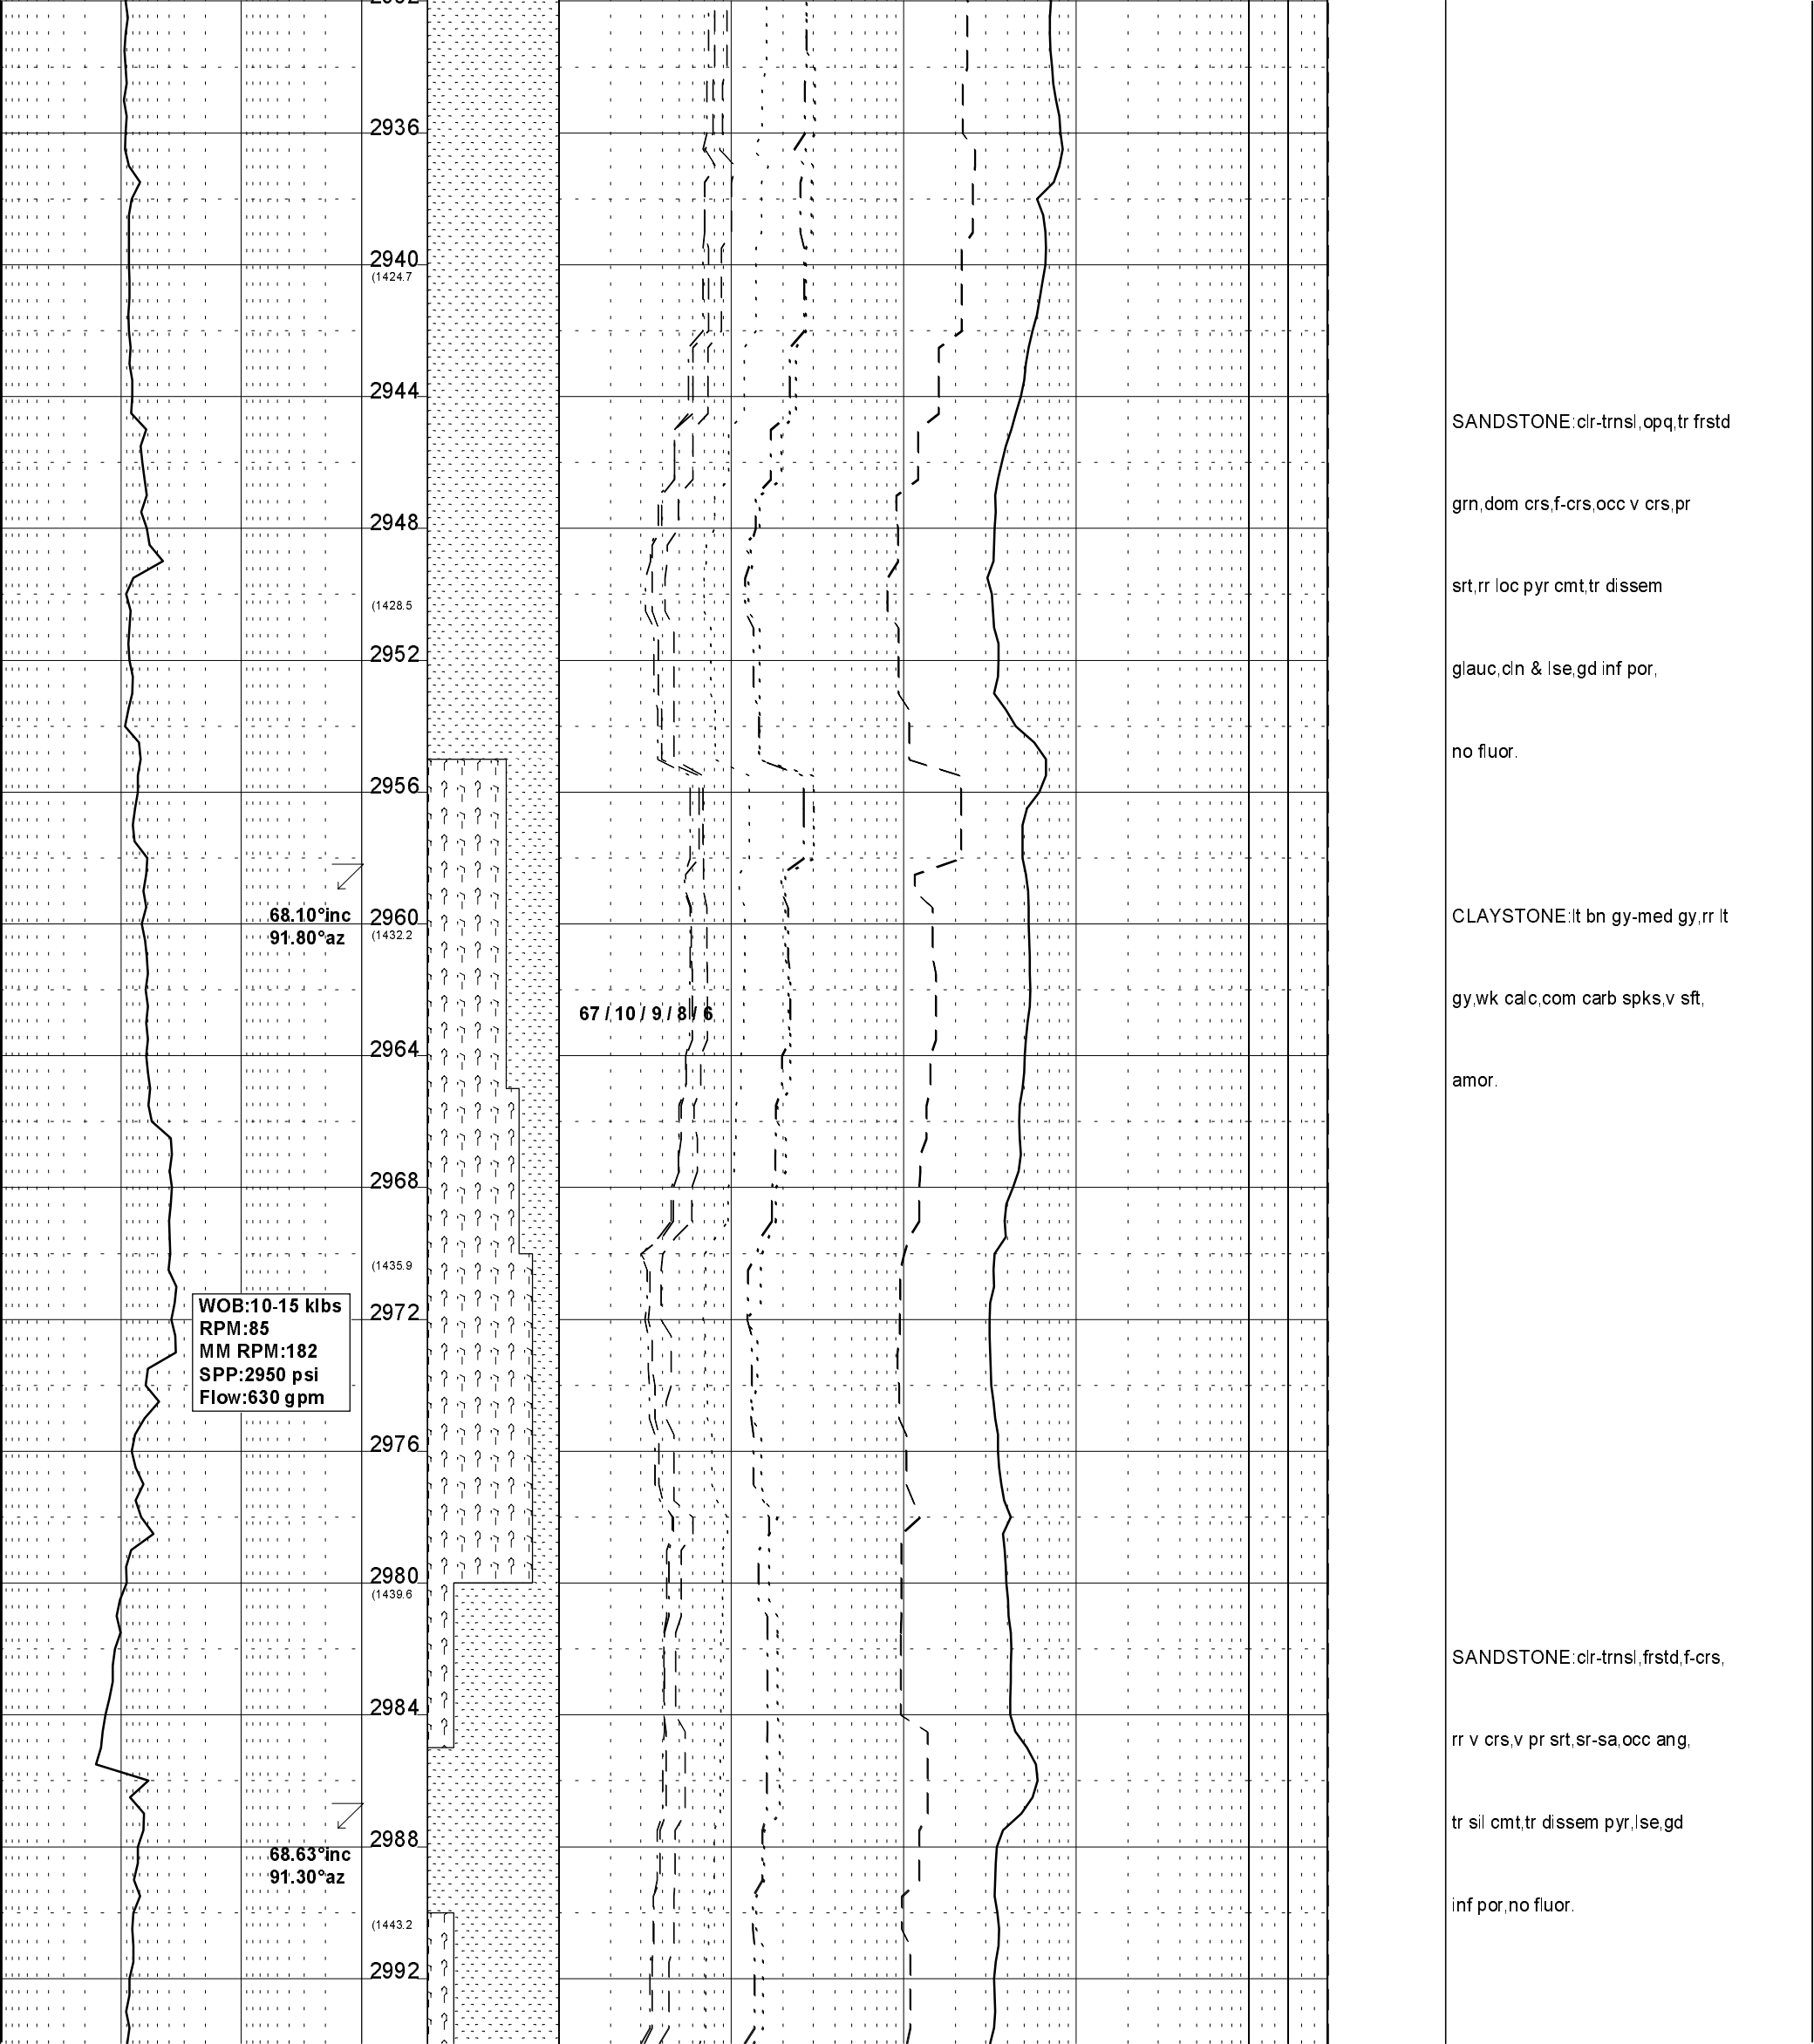 2936
2940
(1424.7
2944
SANDSTONE:clr-trnsl,opq,tr frstd
grn,dom crs,f-crs,occ v crs,pr
2948
srt,rr loc pyr cmt,tr dissem
(1428.5
2952
glauc,cln & lse,gd inf por,
no fluor.
2956
68.10°inc
91.80°az
2960
(1432.2
CLAYSTONE:lt bn gy-med gy,rr lt
gy,wk calc,com carb spks,v sft,
67 / 10 / 9 / 8 / 6
2964
amor.
2968
(1435.9
WOB:10-15 klbs
RPM:85
MM RPM:182
SPP:2950 psi
Flow:630 gpm
2972
2976
2980
(1439.6
SANDSTONE:clr-trnsl,frstd,f-crs,
2984
rr v crs,v pr srt,sr-sa,occ ang,
tr sil cmt,tr dissem pyr,lse,gd
2988
68.63°inc
91.30°az
inf por,no fluor.
(1443.2
2992